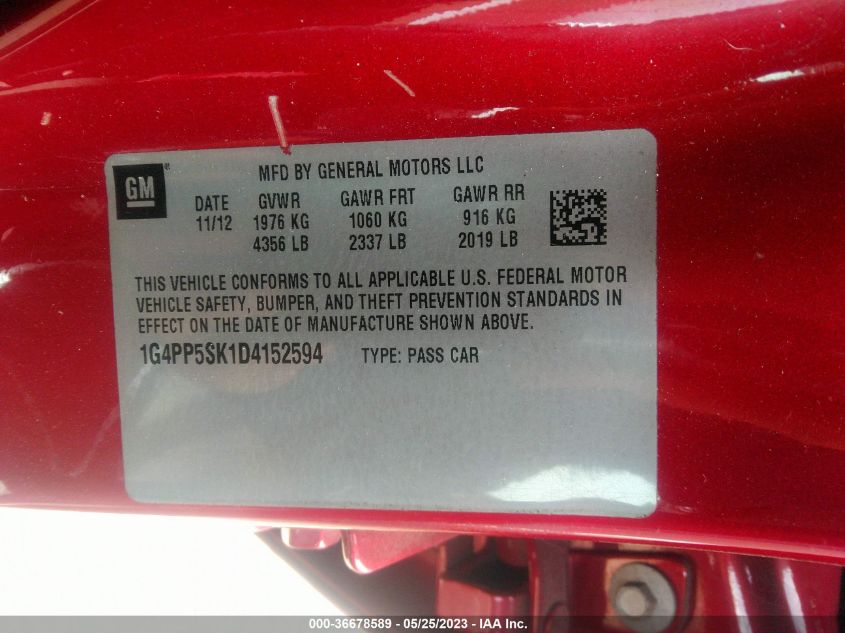 GM®
MFD BY GENERAL MOTORS LLC
DATE GVWR GAWR FRT GAWR RR
11/12 1976 KG 1060 KG 916 KG
4356 LB 2337 LB 2019 LB
THIS VEHICLE CONFORMS TO ALL APPLICABLE U.S. FEDERAL MOTOR
VEHICLE SAFETY, BUMPER, AND THEFT PREVENTION STANDARDS IN
EFFECT ON THE DATE OF MANUFACTURE SHOWN ABOVE.
1G4PP5SK1D4152594 TYPE: PASS CAR
000-36678589 - 05/25/2023 - IAA Inc.